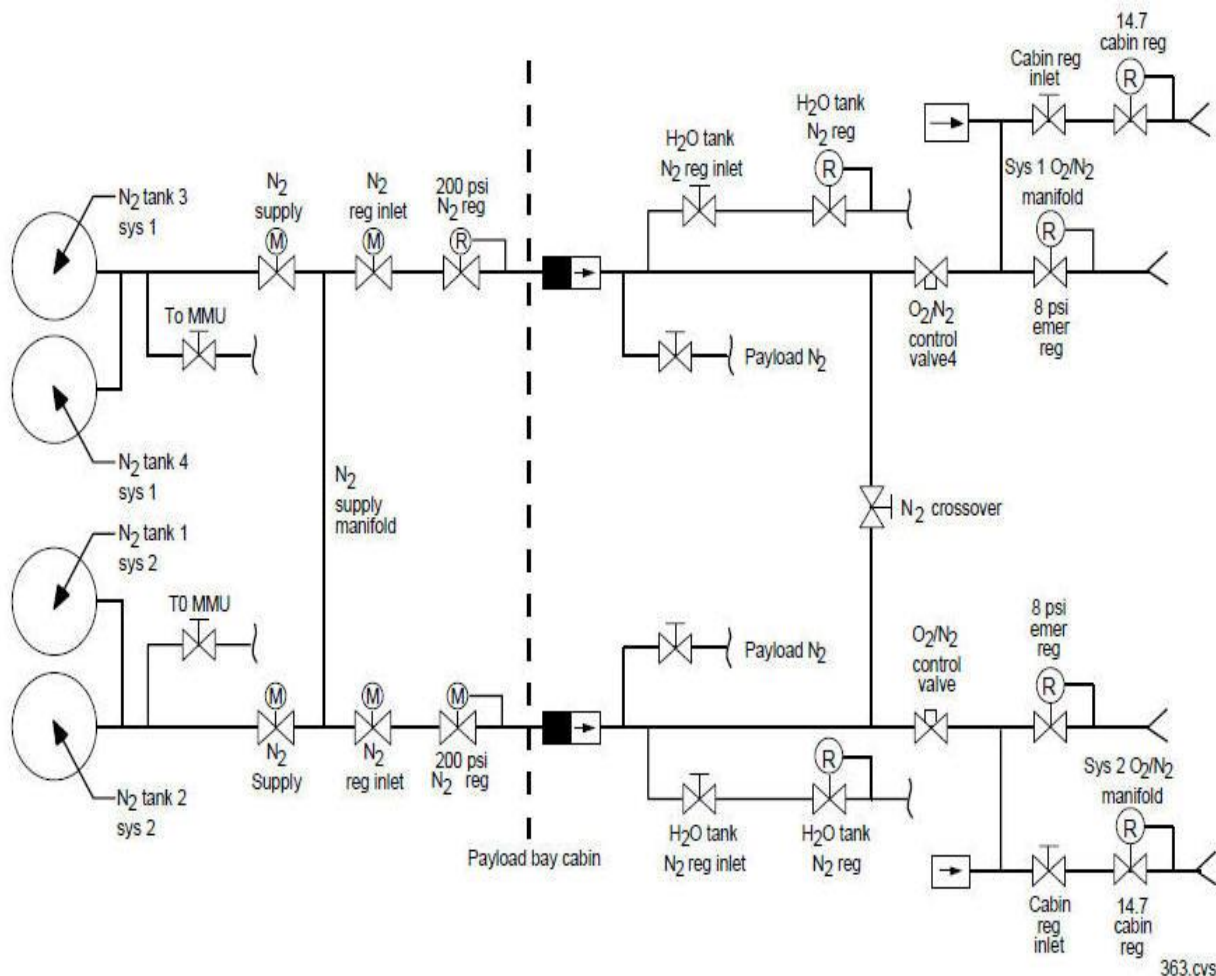 14.7
cabin reg
R
Cabin reg
inlet
H2O tank
N2 reg
R
H2O tank
N2 reg inlet
Sys 1 O2/N2
manifold
R
N2 tank 3
sys 1
N2
supply
M
N2
reg inlet
M
200 psi
N2 reg
R
To MMU
O2/N2
control
valve4
8 psi
emer
reg
Payload N2
N2 tank 4
sys 1
N2
supply
manifold
N2 crossover
N2 tank 1
sys 2
T0 MMU
Payload N2
O2/N2
control
valve
8 psi
emer
reg
R
M
N2
Supply
M
N2
reg inlet
M
200 psi
N2 reg
N2 tank 2
sys 2
R
Sys 2 O2/N2
manifold
R
H2O tank
N2 reg inlet
H2O tank
N2 reg
Payload bay cabin
Cabin
reg
inlet
14.7
cabin
reg
363.cvs